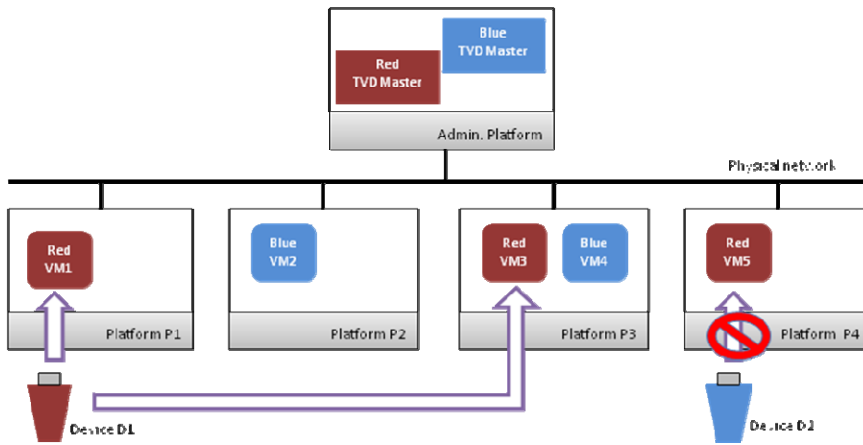 Blue
TVD Master
Red
TVD Master
Admin. Platform
Physical network
Red
VM1
Blue
VM2
Red
VM3
Blue
VM4
Red
VM5
Platform P1
Platform P2
Platform P3
Platform P4
Device D1
Device D2